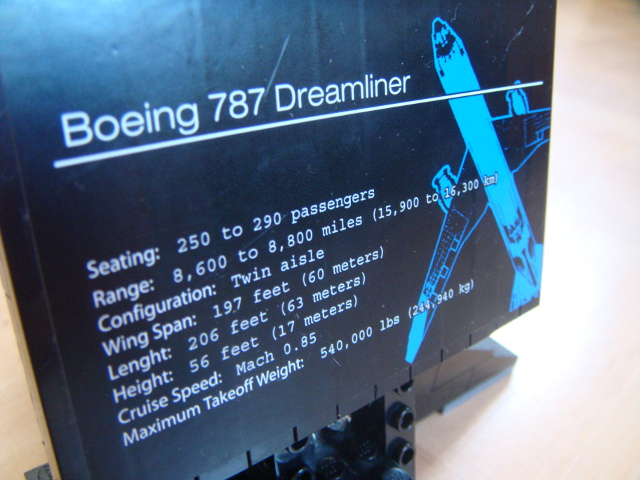 Boeing 787 Dreamliner
Seating: 250 to 290 passengers
Range: 8,600 to 8,800 miles (15,900 to 16,300 km)
Configuration: Twin aisle
Wing Span: 197 feet (60 meters)
Lenght: 206 feet (63 meters)
Height: 56 feet (17 meters)
Cruise Speed: Mach 0.85
Maximum Takeoff Weight: 540,000 lbs (244,940 kg)